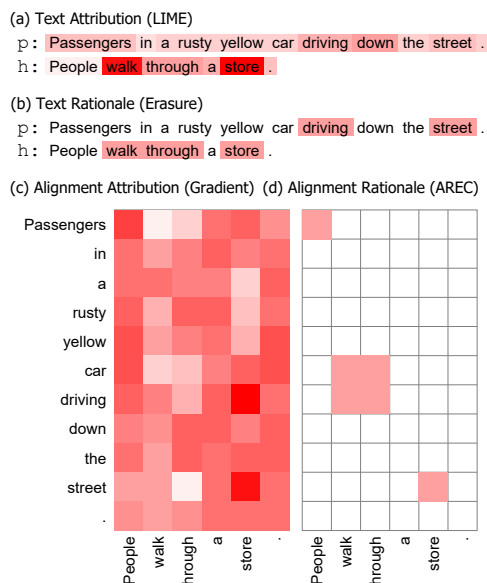 (a) Text Attribution (LIME)
p: Passengers in a rusty yellow car driving down the street .
h: People walk through a store .
(b) Text Rationale (Erasure)
p: Passengers in a rusty yellow car driving down the street .
h: People walk through a store .
(c) Alignment Attribution (Gradient) (d) Alignment Rationale (AREC)
Passengers
in
a
rusty
yellow
car
driving
down
the
street
.
People walk hrough a store . People walk hrough a store .